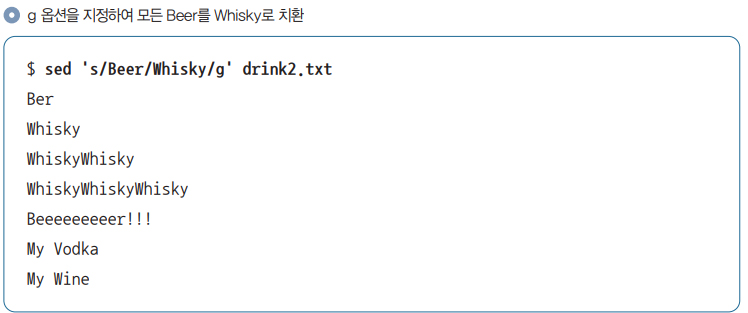 g 옵션을 지정하여 모든 Beer를 Whisky로 치환
$ sed 's/Beer/Whisky/g' drink2.txt
Ber
Whisky
WhiskyWhisky
WhiskyWhiskyWhisky
Beeeeeeeeer!!!
My Vodka
My Wine